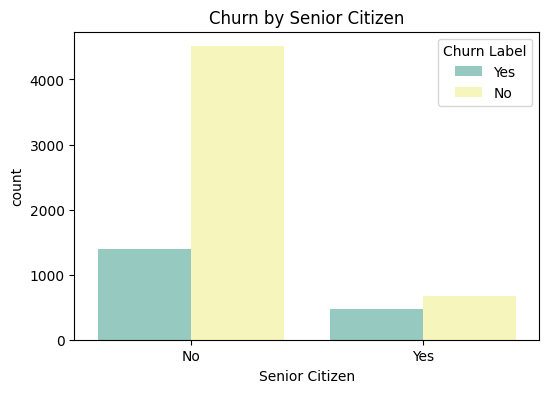 Churn by Senior Citizen
Churn Label
Yes
No
4000
3000
2000
1000
0
count
No
Yes
Senior Citizen